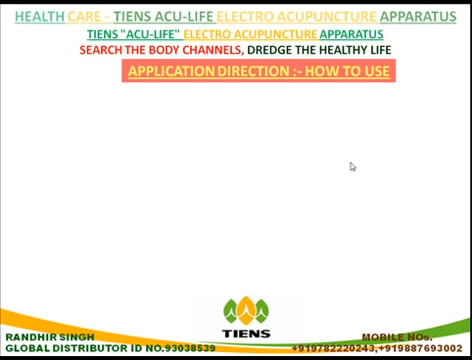 HEALTH CARE - TIENS ACU-LIFE ELECTRO ACUPUNCTURE APPARATUS
TIENS "ACU-LIFE" ELECTRO ACUPUNCTURE APPARATUS
SEARCH THE BODY CHANNELS, DREDGE THE HEALTHY LIFE
APPLICATION DIRECTION :- HOW TO USE
TIENS
RANDHIR SINGH
GLOBAL DISTRIBUTOR ID NO.93038539
MOBILE NOs.
+919782220243,+919887693002